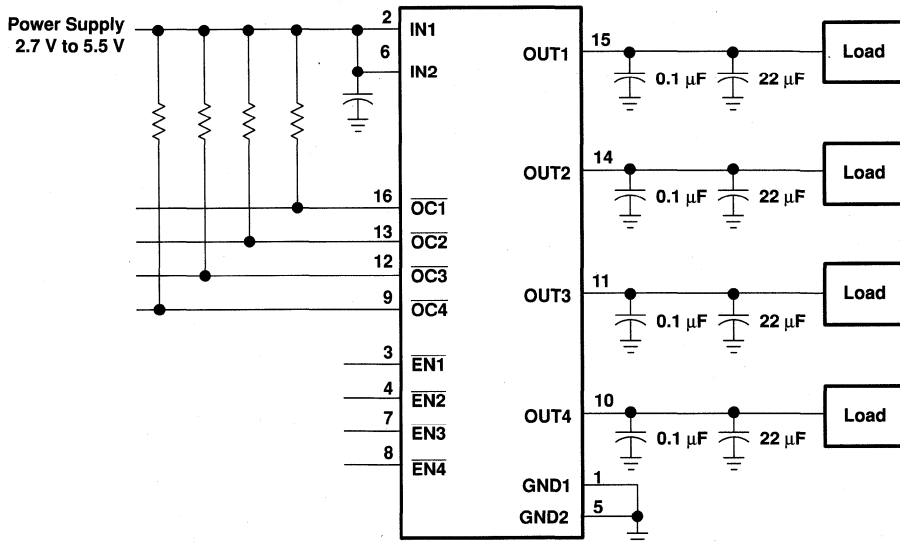 Power Supply
2.7 V to 5.5 V
2
IN1
6
IN2
16
OC1
13
OC2
12
OC3
9
OC4
3
EN1
4
EN2
7
EN3
8
EN4
OUT1
15
0.1 µF
22 µF
Load
OUT2
14
0.1 µF
22 µF
Load
OUT3
11
0.1 µF
22 µF
Load
OUT4
10
0.1 µF
22 µF
Load
GND1
1
GND2
5